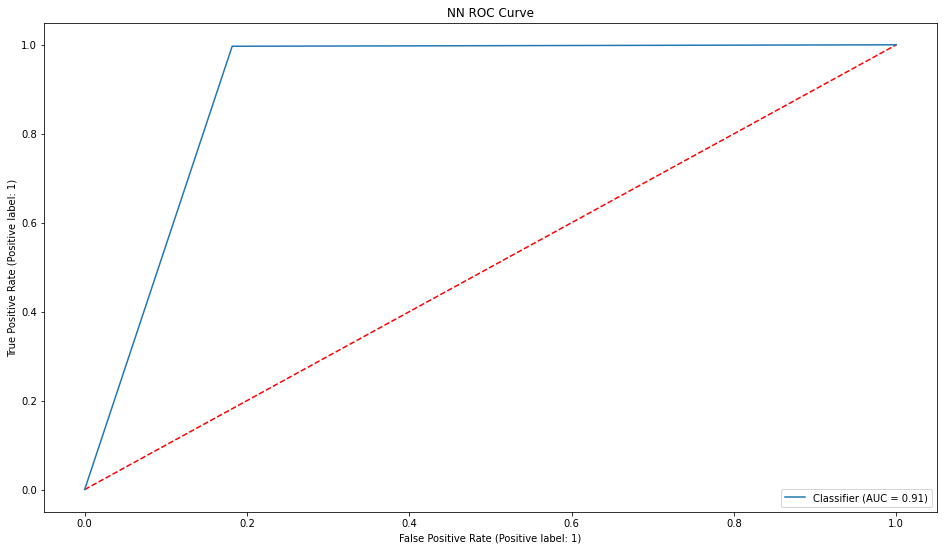 NN ROC Curve
1.0
0.8
0.6
0.4
0.2
0.0
True Positive Rate (Positive label: 1)
Classifier (AUC = 0.91)
0.0 0.2 0.4 0.6 0.8 1.0
False Positive Rate (Positive label: 1)